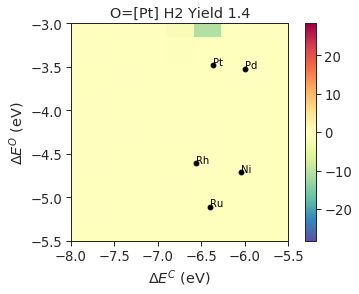 O=[Pt] H2 Yield 1.4
−3.0
−3.5
−4.0
−4.5
−5.0
−5.5
ΔE^O (eV)
Pt
Pd
Rh
Ni
Ru
−8.0 −7.5 −7.0 −6.5 −6.0 −5.5
ΔE^C (eV)
20
10
0
−10
−20